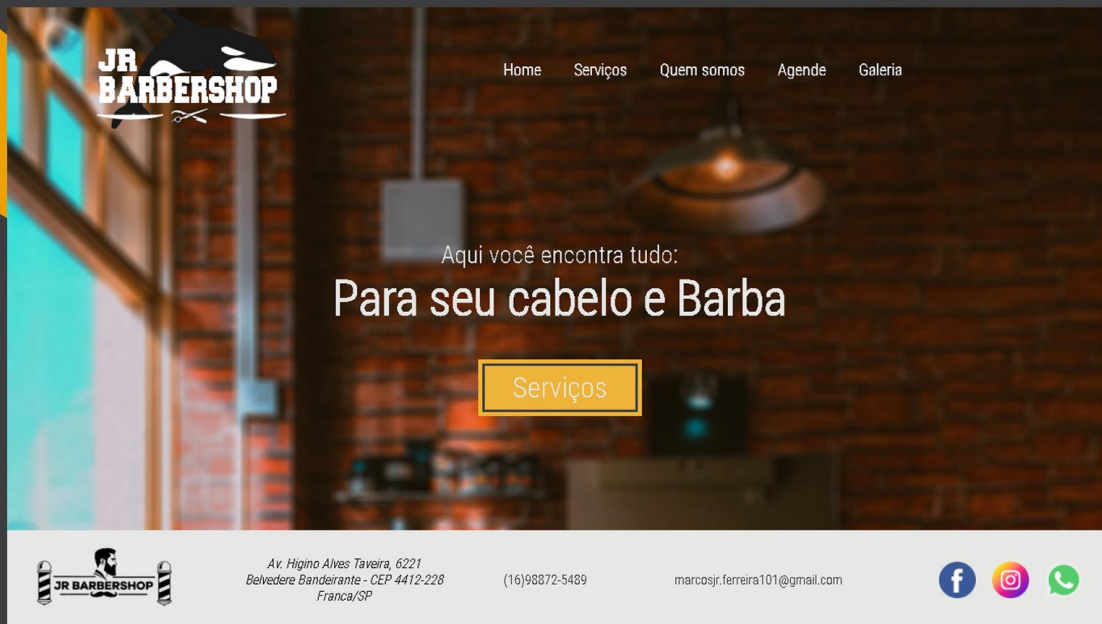 JR
BARBERSHOP
Home Serviços Quem somos Agende Galeria
Aqui você encontra tudo:
Para seu cabelo e Barba
Serviços
JR BARBERSHOP
Av. Higino Alves Taveira, 6221
Belvedere Bandeirante - CEP 4412-228
Franca/SP
(16)98872-5489
marcosjr.ferreira101@gmail.com